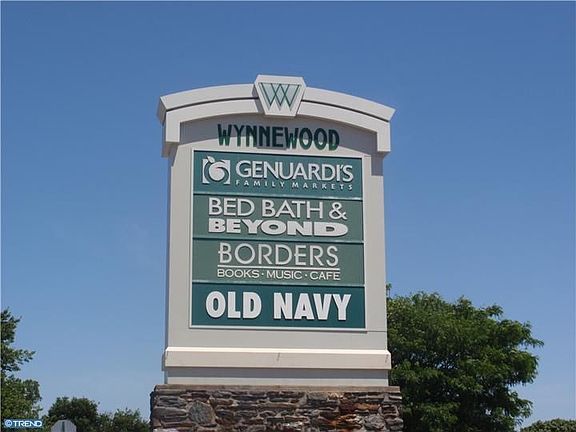 W
WYNNEWOOD
GENUARDI'S
FAMILY MARKETS
BED BATH &
BEYOND
BORDERS
BOOKS · MUSIC · CAFE
OLD NAVY
©TREND